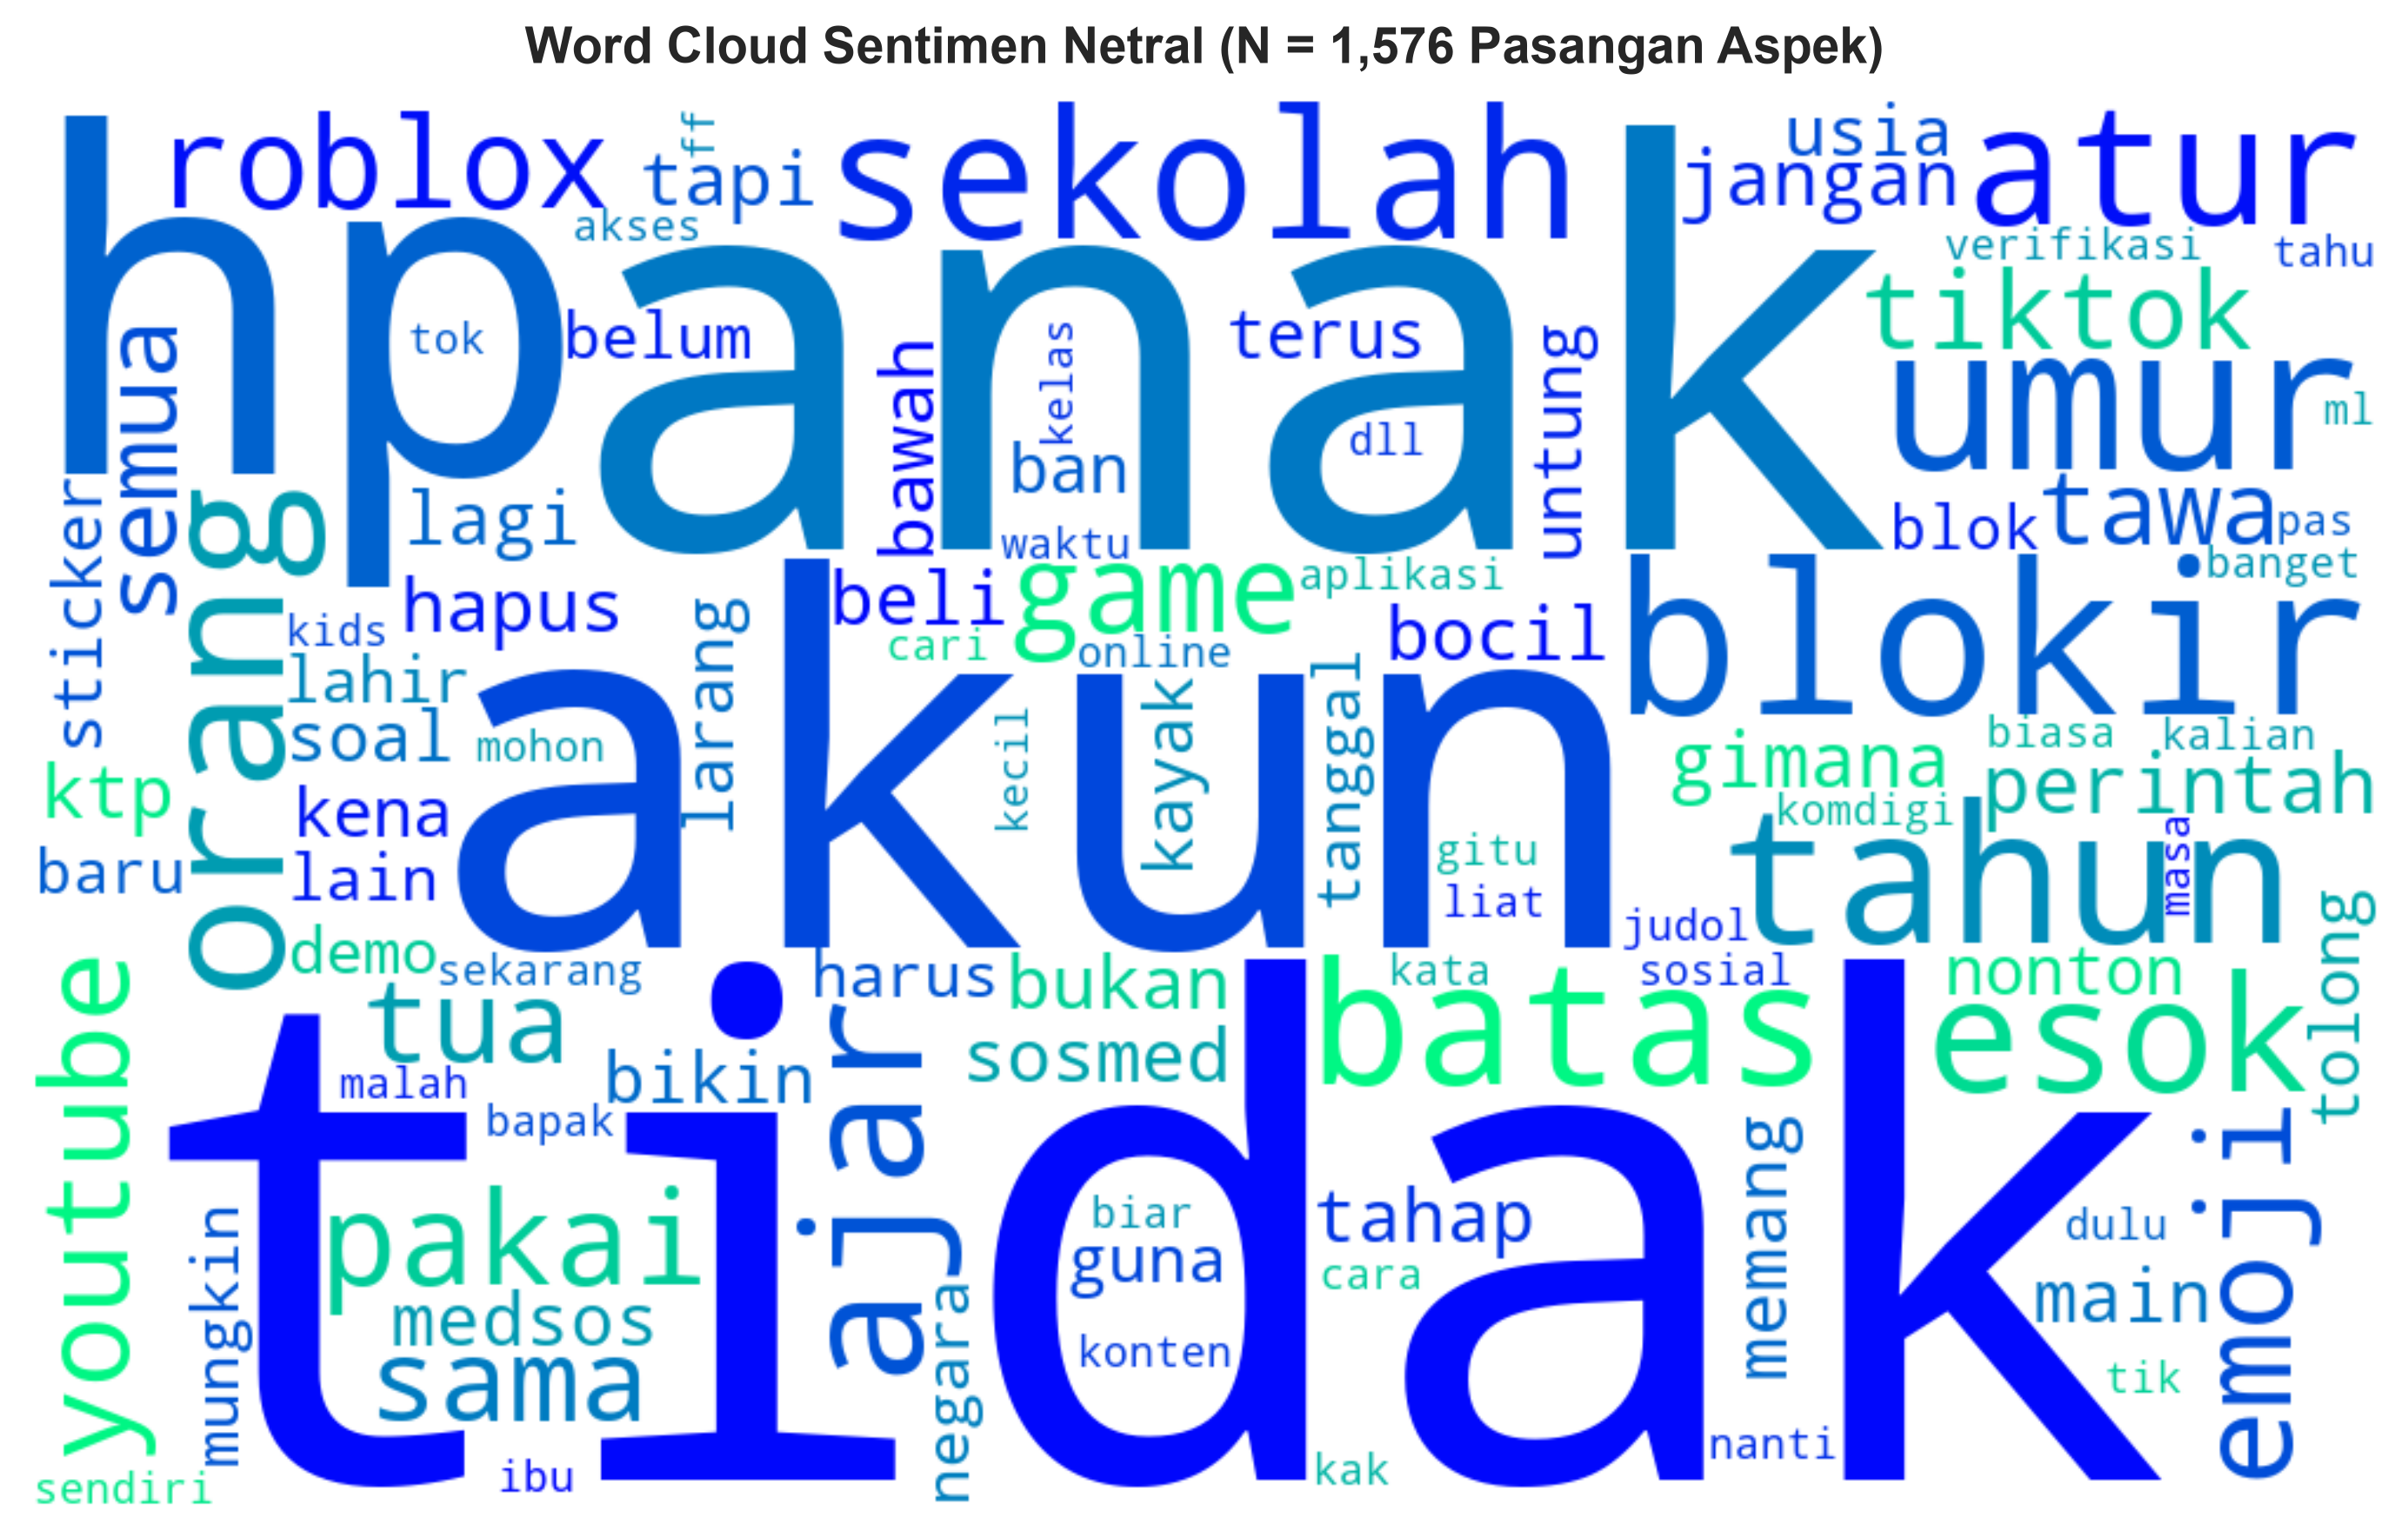 Word Cloud Sentimen Netral (N = 1,576 Pasangan Aspek)
roblox
ff
tapi
sekolah
usia
jangan
atur
akses
verifikasi
tahu
hp
anak
tiktok
tok
belum
terus
kelas
bawah
untung
semua
umur
ml
dll
ban
waktu
lagi
sticker
orang
blok
tawa
pas
banget
hapus
beli
game
aplikasi
kids
cari
online
bocil
blokir
lahir
larang
akun
soal
mohon
kecil
kayak
tanggal
gimana
biasa
kalian
ktp
kena
komdigi
perintah
baru
lain
gitu
liat
judol
tahun
masa
tolong
demo
sekarang
harus
bukan
kata
sosial
nonton
youtube
tua
bikin
sosmed
batas
esok
malah
bapak
ajar
tidak
memang
emoji
mungkin
pakai
biar
guna
tahap
cara
dulu
main
medsos
sama
negara
konten
tik
sendiri
ibu
kak
nanti